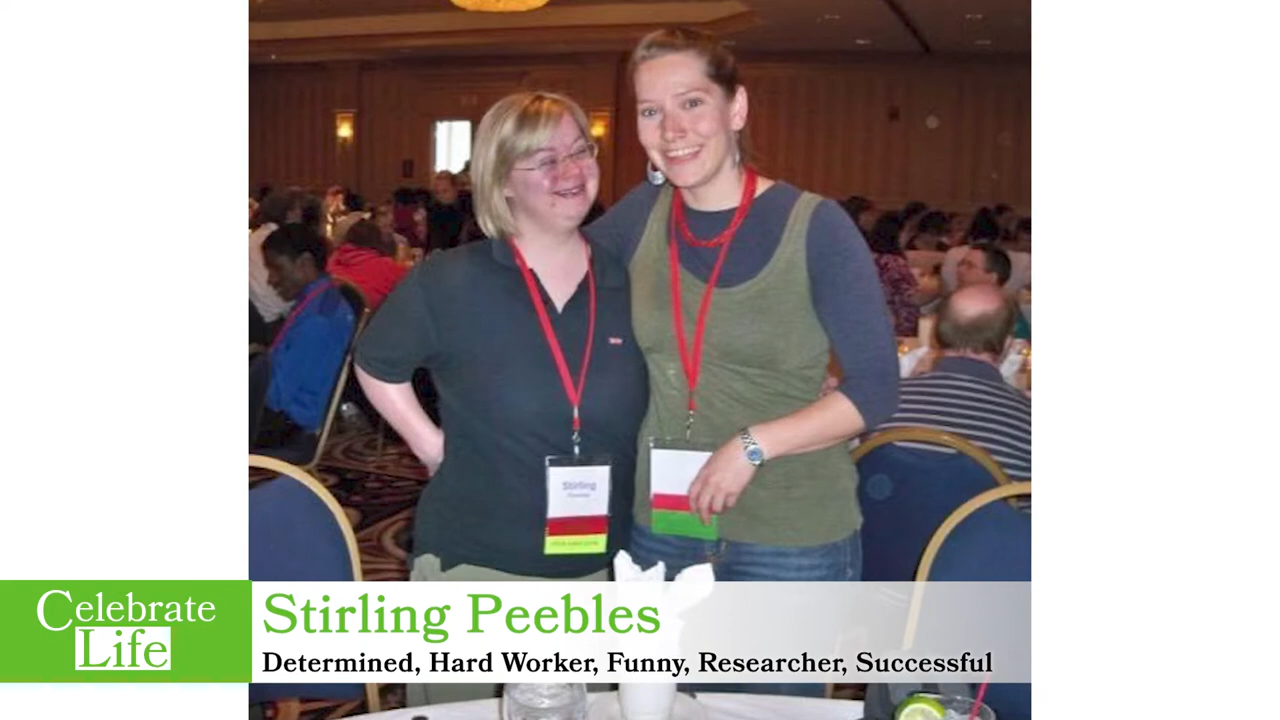 Stirling
Celebrate
Life
Stirling Peebles
Determined, Hard Worker, Funny, Researcher, Successful